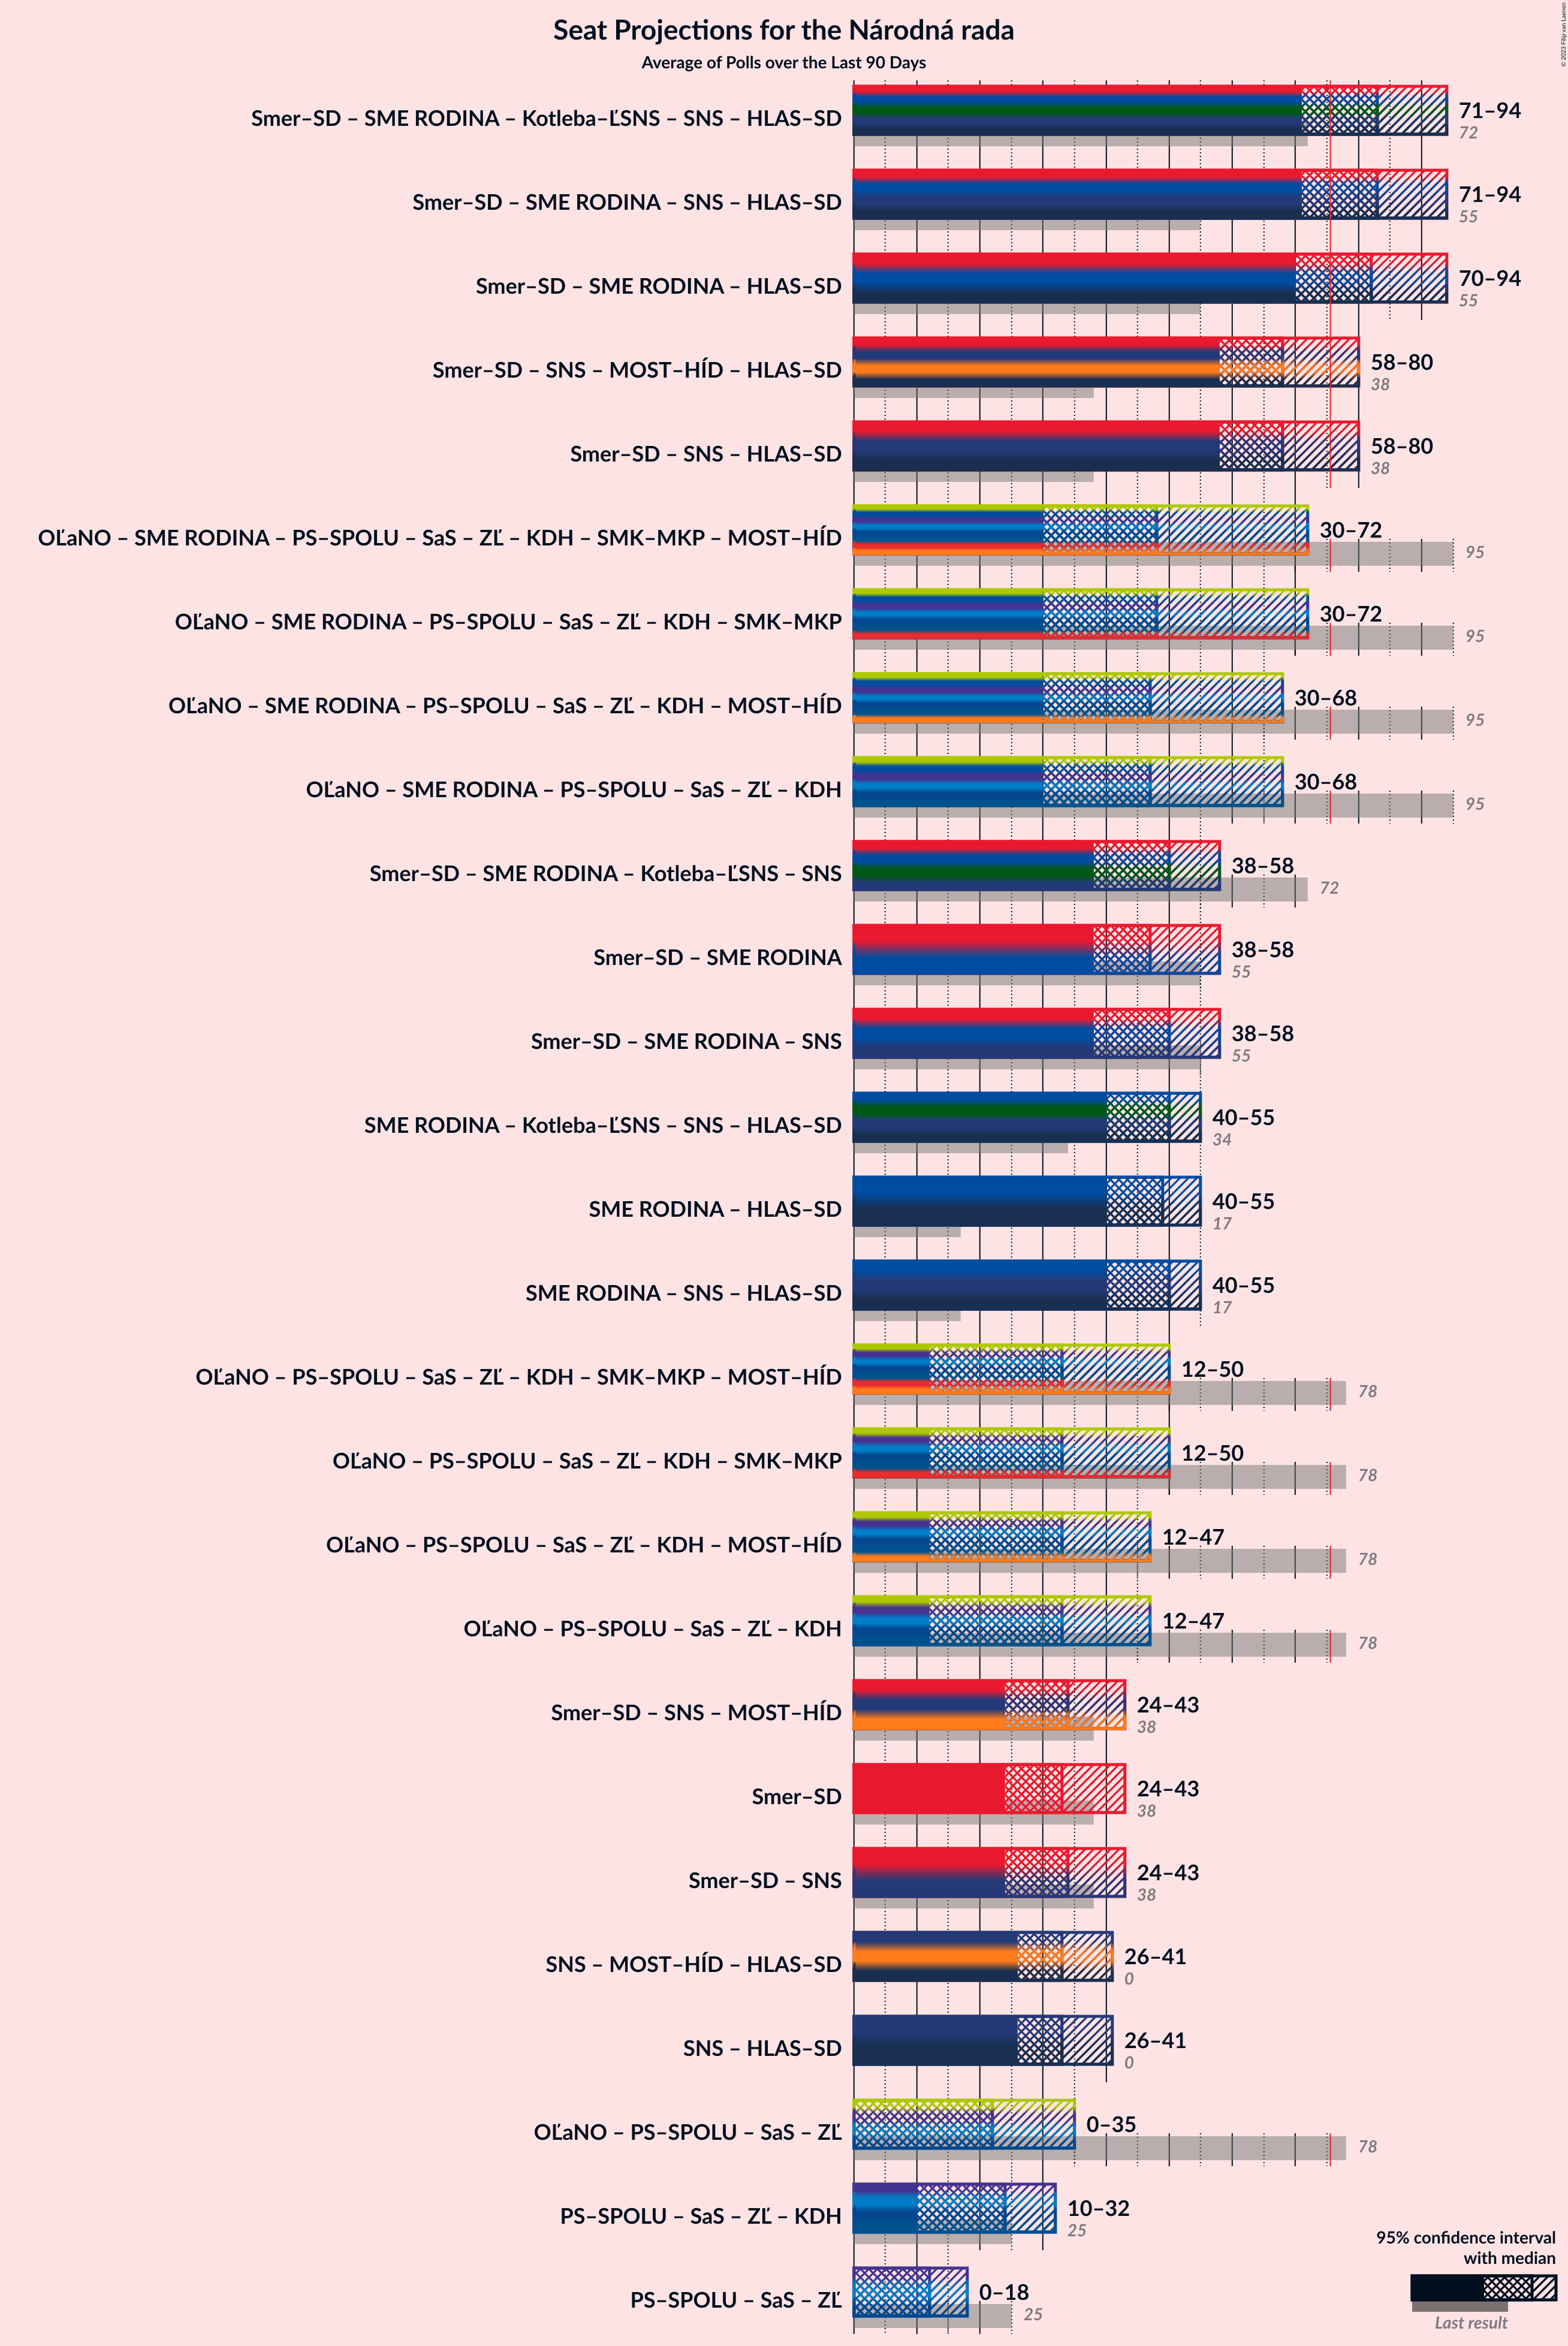 Seat Projections for the Národná rada
Average of Polls over the Last 90 Days
© 2023 Filip van Laenen
Smer–SD – SME RODINA – Kotleba–ĽSNS – SNS – HLAS–SD
71–94
72
Smer–SD – SME RODINA – SNS – HLAS–SD
71–94
55
Smer–SD – SME RODINA – HLAS–SD
70–94
55
Smer–SD – SNS – MOST–HÍD – HLAS–SD
58–80
38
Smer–SD – SNS – HLAS–SD
58–80
38
OĽaNO – SME RODINA – PS–SPOLU – SaS – ZĽ – KDH – SMK–MKP – MOST–HÍD
30–72
95
OĽaNO – SME RODINA – PS–SPOLU – SaS – ZĽ – KDH – SMK–MKP
30–72
95
OĽaNO – SME RODINA – PS–SPOLU – SaS – ZĽ – KDH – MOST–HÍD
30–68
95
OĽaNO – SME RODINA – PS–SPOLU – SaS – ZĽ – KDH
30–68
95
Smer–SD – SME RODINA – Kotleba–ĽSNS – SNS
38–58
72
Smer–SD – SME RODINA
38–58
55
Smer–SD – SME RODINA – SNS
38–58
55
SME RODINA – Kotleba–ĽSNS – SNS – HLAS–SD
40–55
34
SME RODINA – HLAS–SD
40–55
17
SME RODINA – SNS – HLAS–SD
40–55
17
OĽaNO – PS–SPOLU – SaS – ZĽ – KDH – SMK–MKP – MOST–HÍD
12–50
78
OĽaNO – PS–SPOLU – SaS – ZĽ – KDH – SMK–MKP
12–50
78
OĽaNO – PS–SPOLU – SaS – ZĽ – KDH – MOST–HÍD
12–47
78
OĽaNO – PS–SPOLU – SaS – ZĽ – KDH
12–47
78
Smer–SD – SNS – MOST–HÍD
24–43
38
Smer–SD
24–43
38
Smer–SD – SNS
24–43
38
SNS – MOST–HÍD – HLAS–SD
26–41
0
SNS – HLAS–SD
26–41
0
OĽaNO – PS–SPOLU – SaS – ZĽ
0–35
78
PS–SPOLU – SaS – ZĽ – KDH
10–32
25
PS–SPOLU – SaS – ZĽ
0–18
25
95% confidence interval
with median
Last result